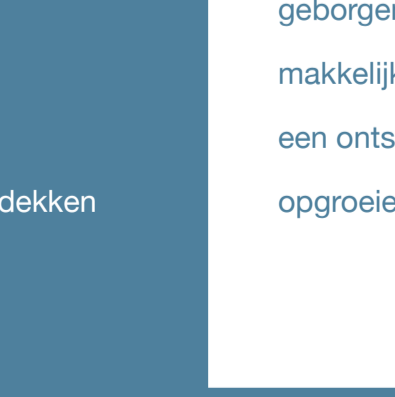 dekken
geborgen
makkelijk
een onts
opgroeie